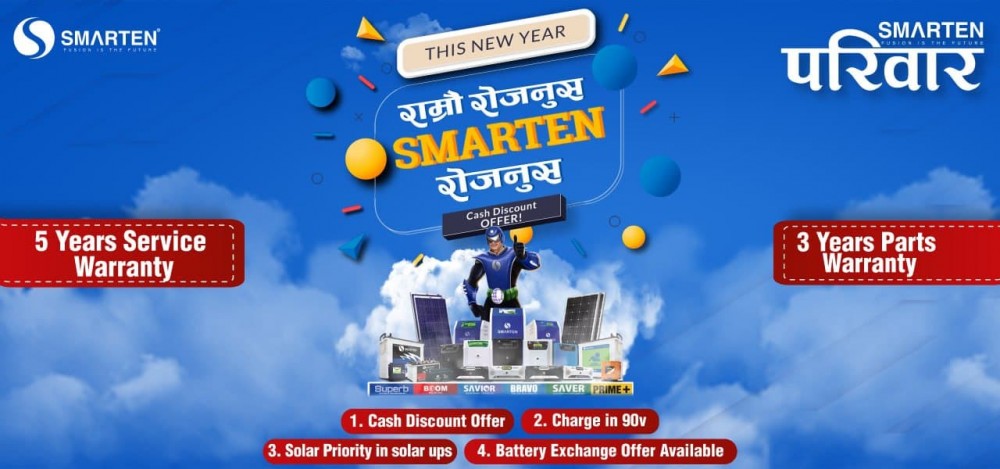 SMARTEN®
FUSION IS THE FUTURE
THIS NEW YEAR
SMARTEN
FUSION IS THE FUTURE
परिवार
राम्रौ रोजनुस
SMARTEN
रोजनुस
Cash Discount
OFFER!
5 Years Service
Warranty
3 Years Parts
Warranty
SMARTEN
Superb
BOOM
SAVIOR
BRAVO
SAVER
PRIME+
1. Cash Discount Offer
2. Charge in 90v
3. Solar Priority in solar ups
4. Battery Exchange Offer Available